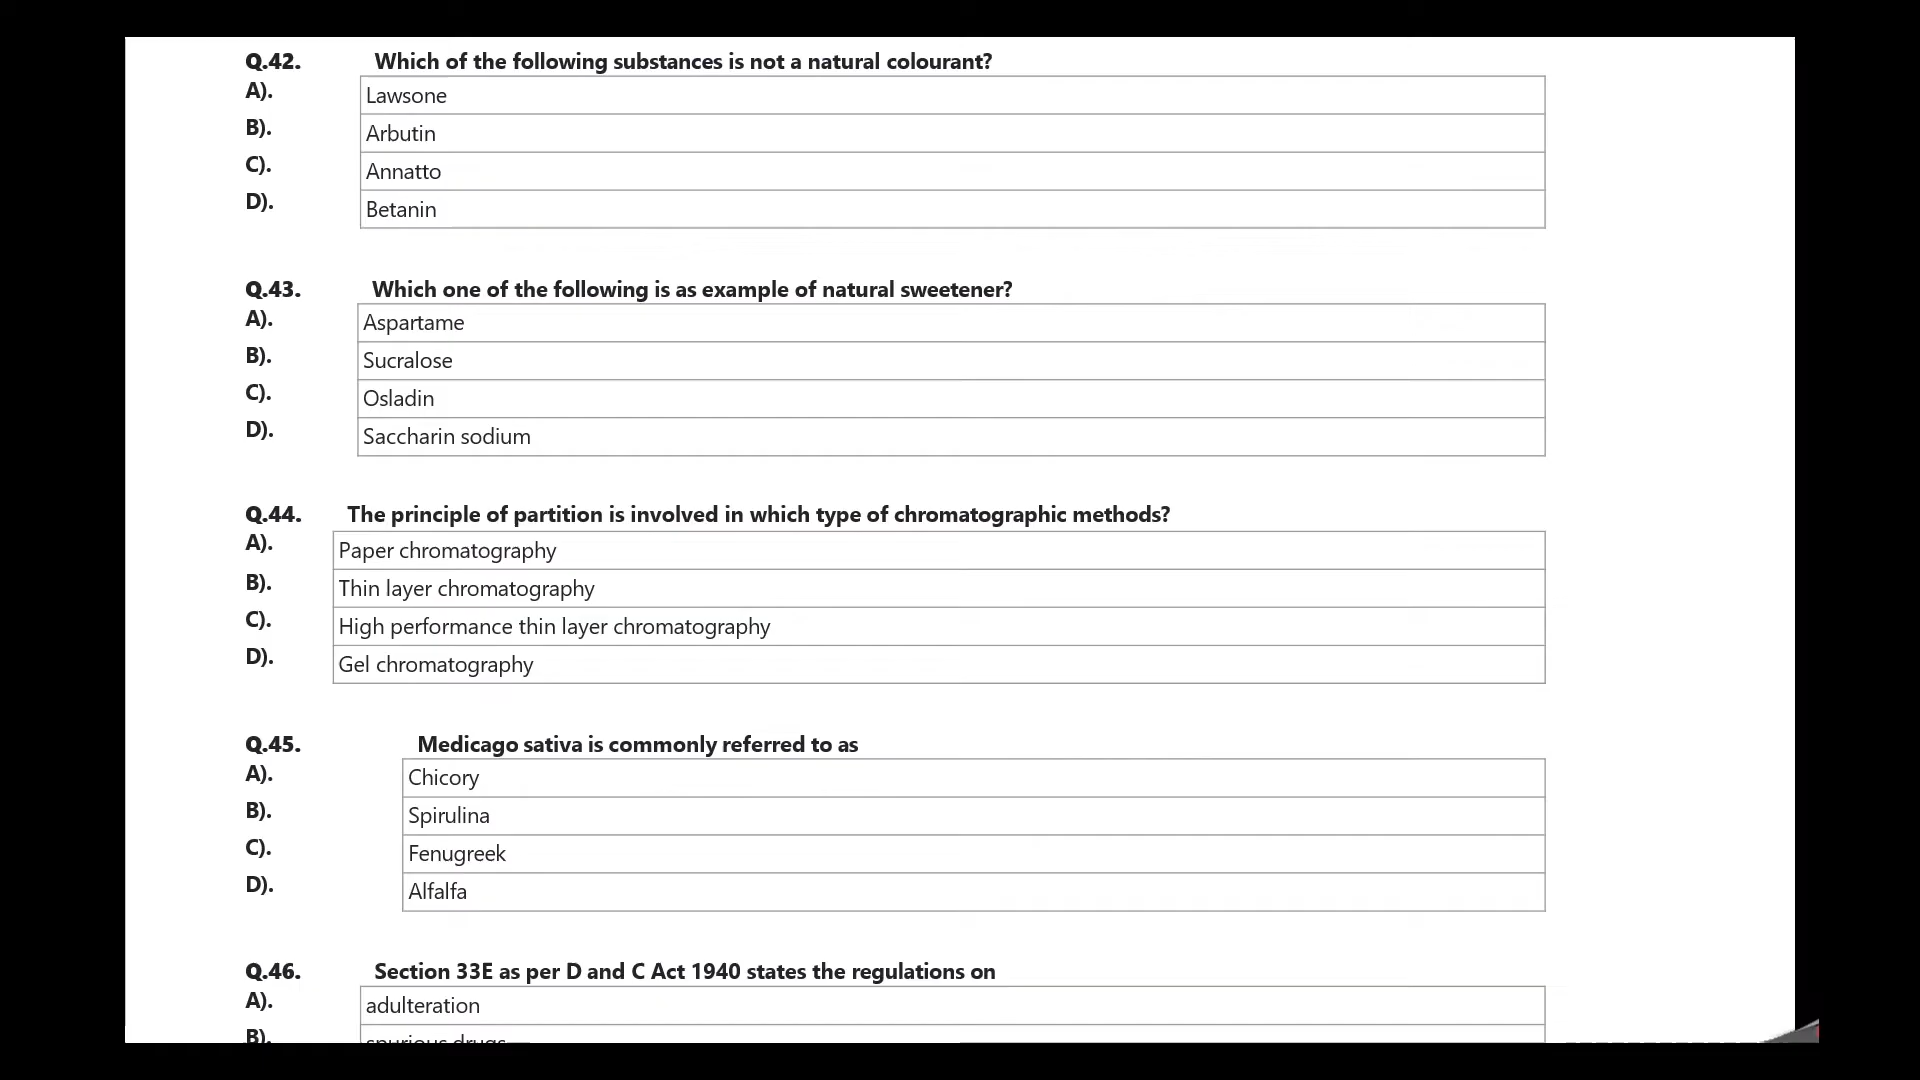 Q.42. Which of the following substances is not a natural colourant?
A). Lawsone
B). Arbutin
C). Annatto
D). Betanin
Q.43. Which one of the following is as example of natural sweetener?
A). Aspartame
B). Sucralose
C). Osladin
D). Saccharin sodium
Q.44. The principle of partition is involved in which type of chromatographic methods?
A). Paper chromatography
B). Thin layer chromatography
C). High performance thin layer chromatography
D). Gel chromatography
Q.45. Medicago sativa is commonly referred to as
A). Chicory
B). Spirulina
C). Fenugreek
D). Alfalfa
Q.46. Section 33E as per D and C Act 1940 states the regulations on
A). adulteration
B). spurious drugs